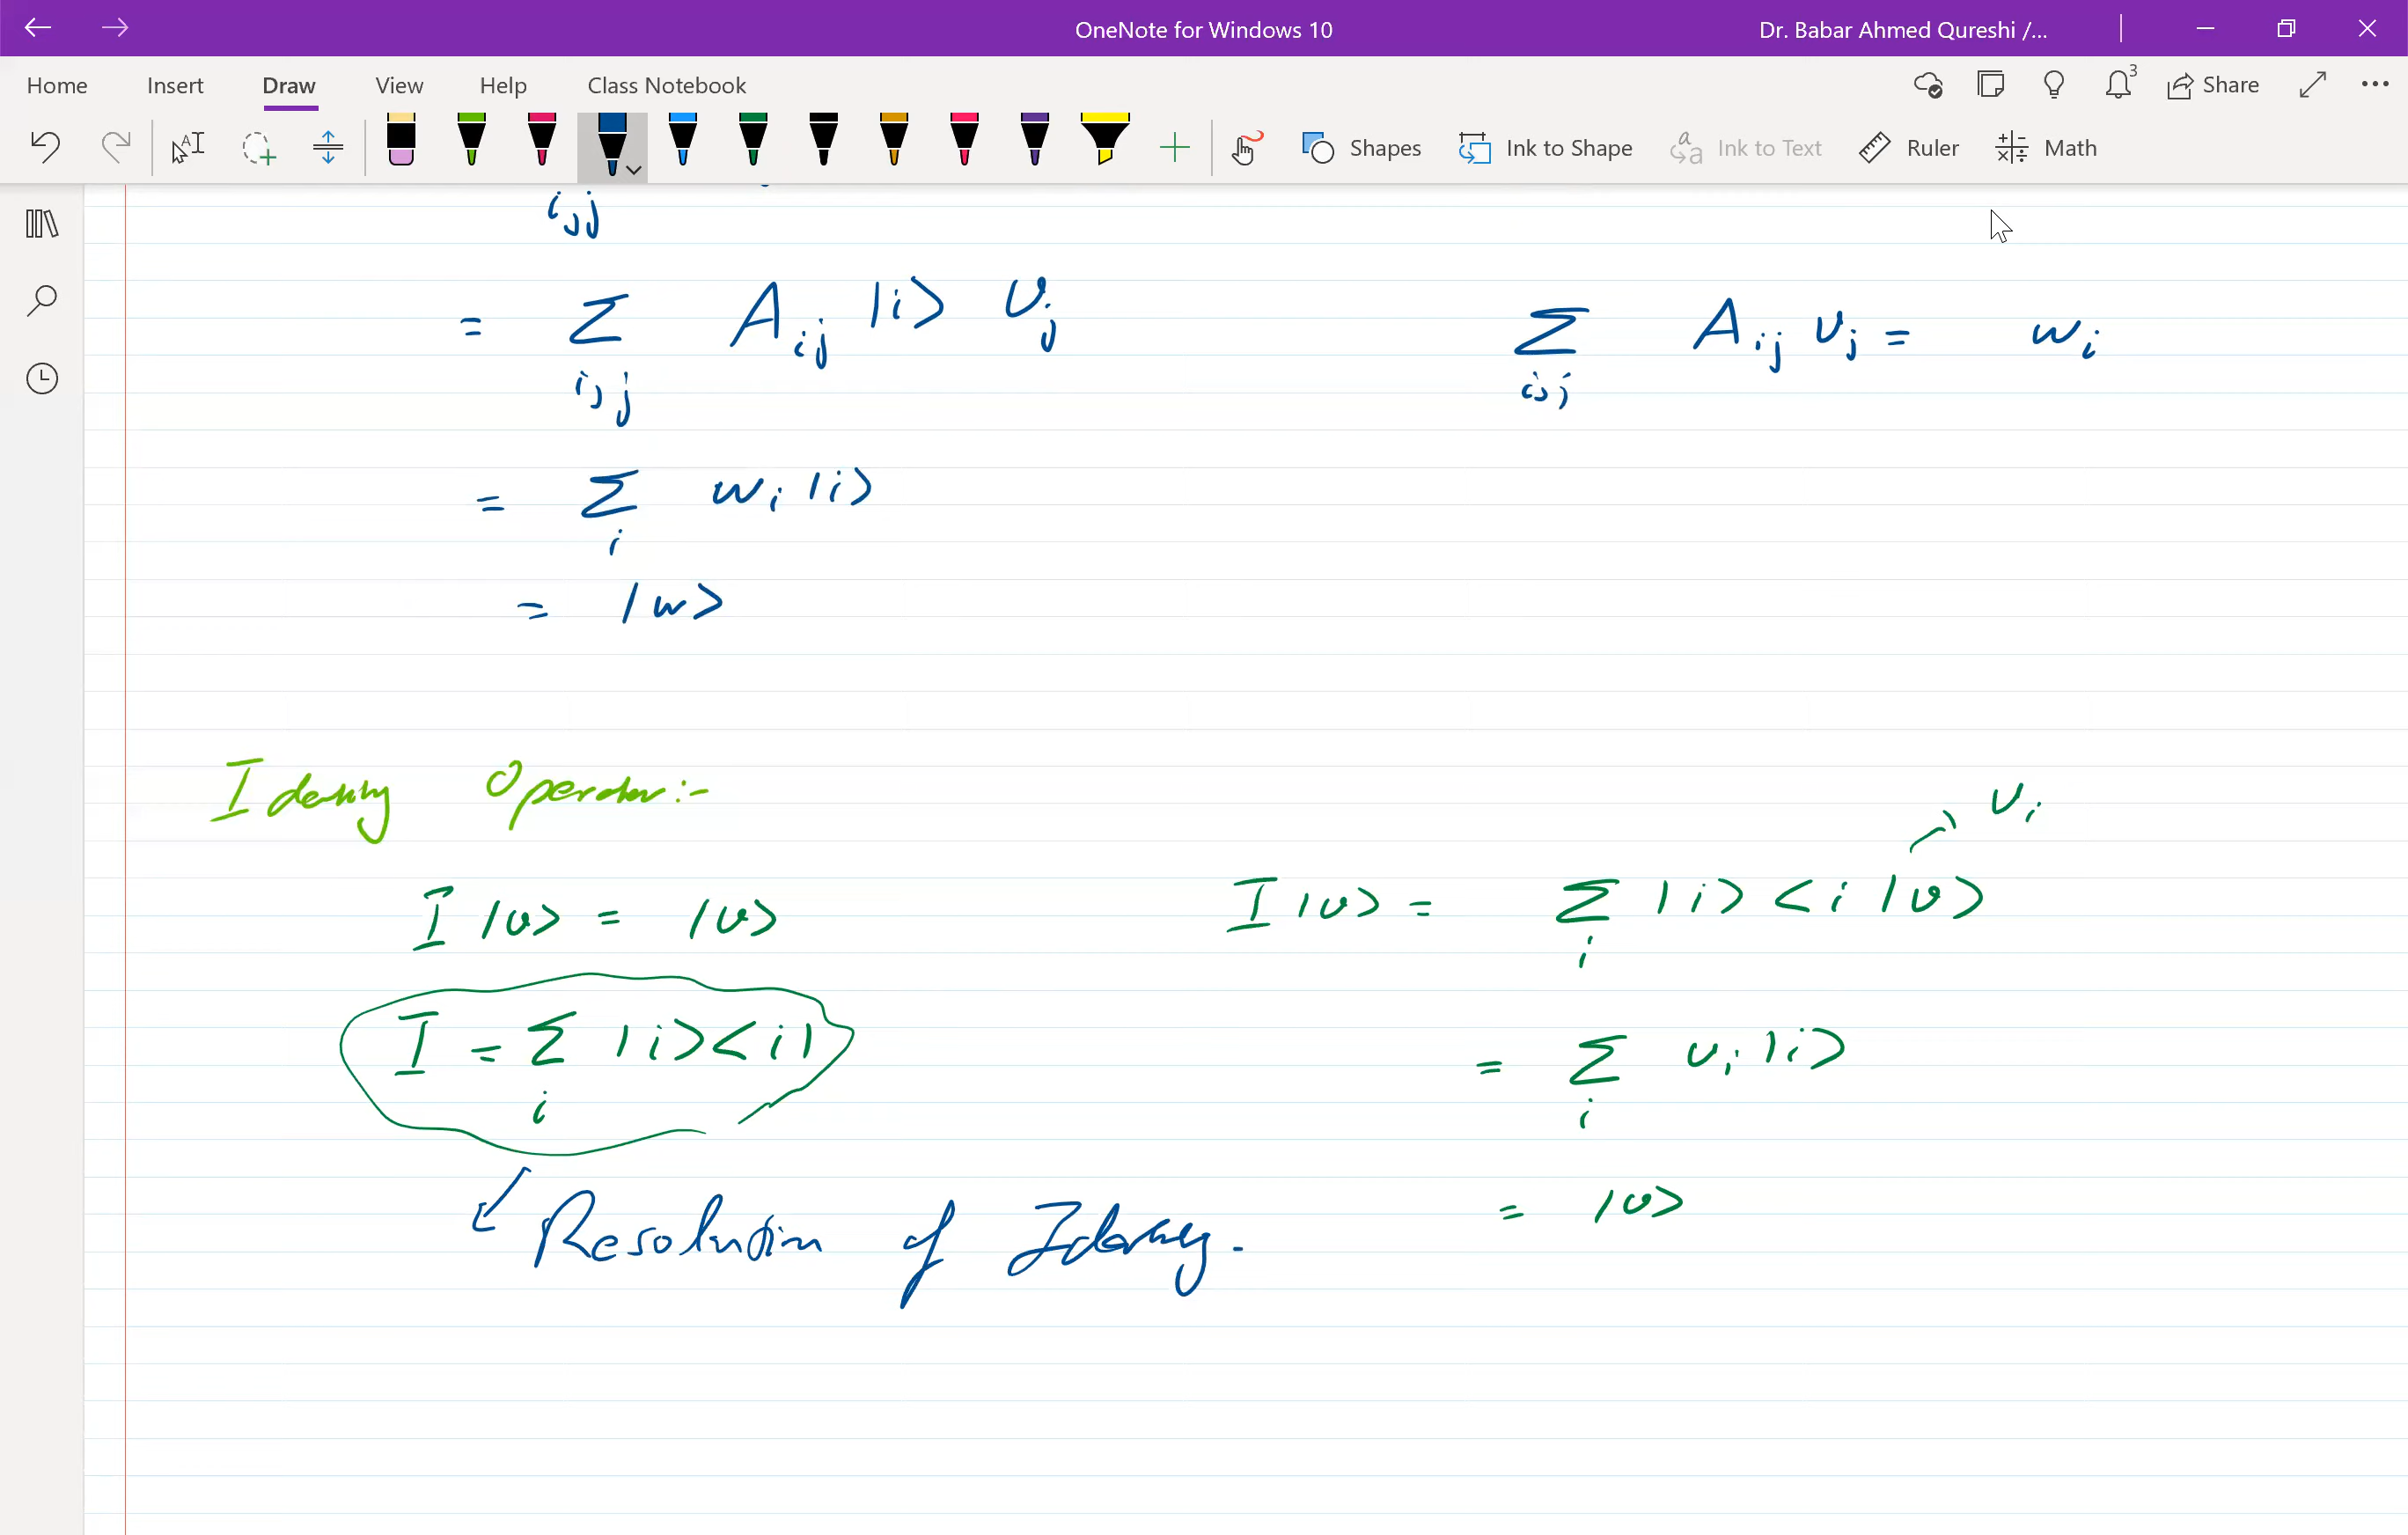 OneNote for Windows 10
Dr. Babar Ahmed Qureshi /...
Home Insert Draw View Help Class Notebook
3 Share
Shapes Ink to Shape Ink to Text Ruler Math
i,j
= Σ A_ij |i> v_j
i,j
Σ A_ij v_j = w_i
i,j
= Σ w_i |i>
i
= |w>
Identity Operator:-
I |v> = |v>
I = Σ |i><i|
i
Resolution of Identity.
v_i
I |v> = Σ |i> <i|v>
i
= Σ v_i |i>
i
= |v>